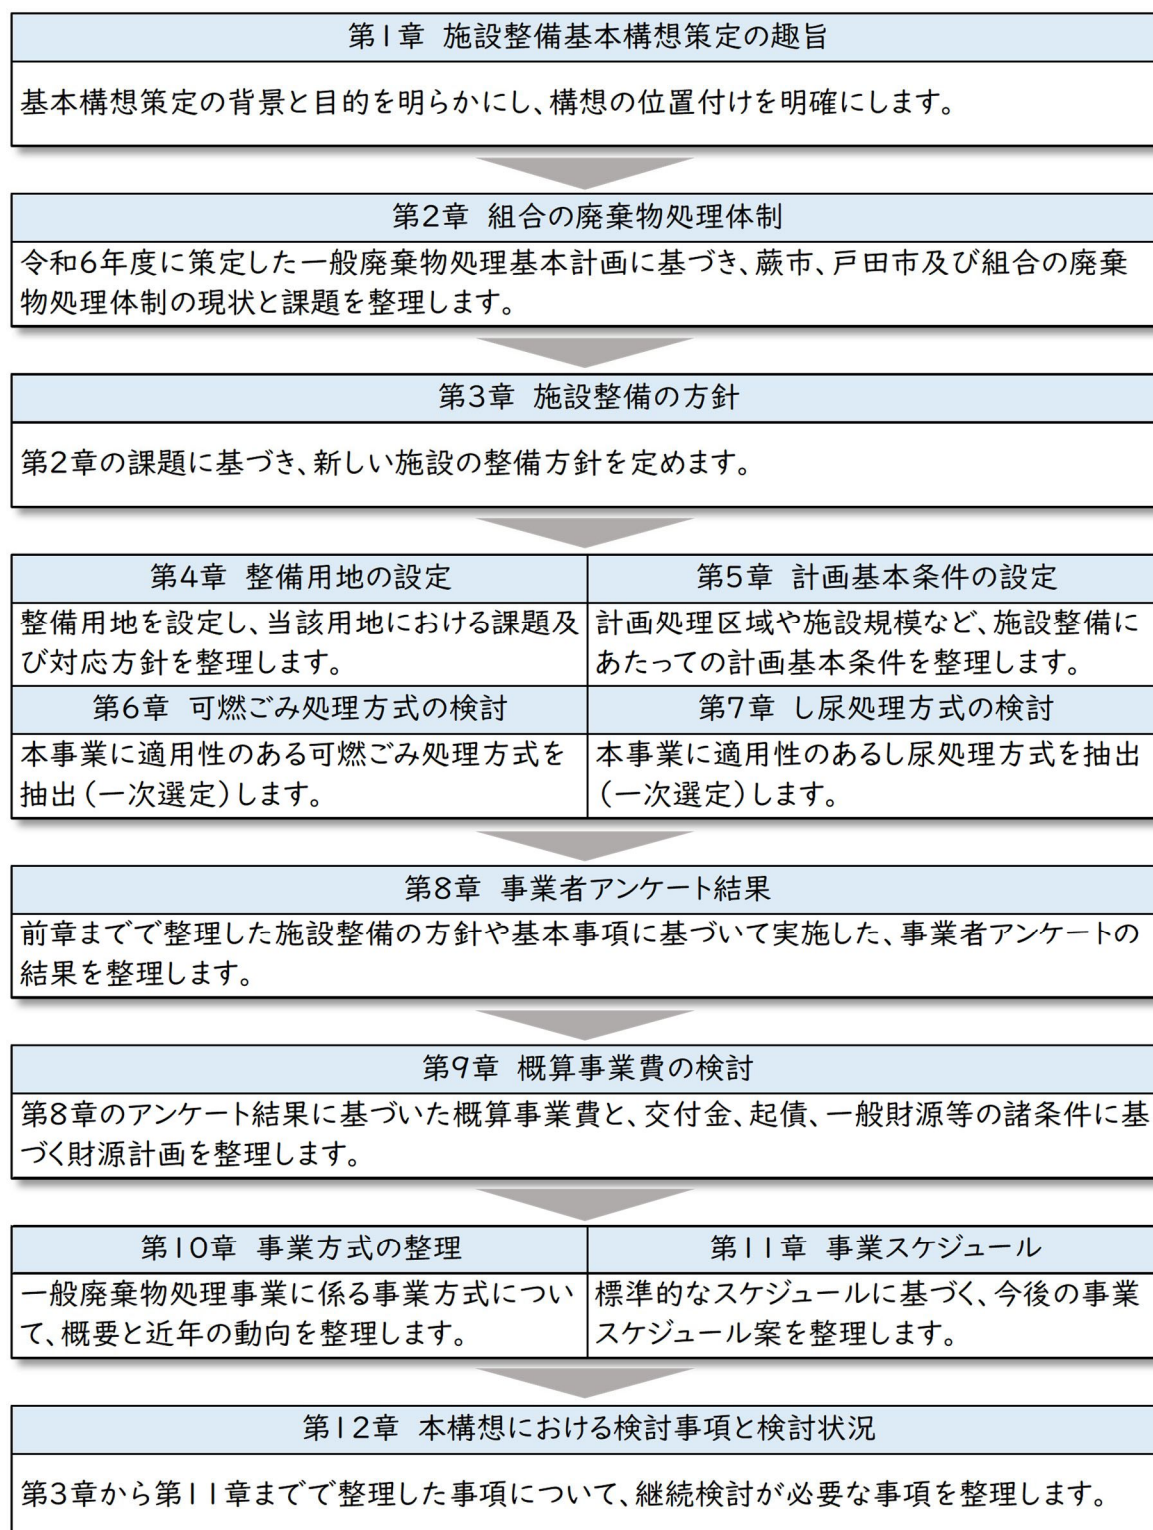 第1章 施設整備基本構想策定の趣旨
基本構想策定の背景と目的を明らかにし、構想の位置付けを明確にします。
第2章 組合の廃棄物処理体制
令和6年度に策定した一般廃棄物処理基本計画に基づき、蕨市、戸田市及び組合の廃棄
物処理体制の現状と課題を整理します。
第3章 施設整備の方針
第2章の課題に基づき、新しい施設の整備方針を定めます。
第4章 整備用地の設定
整備用地を設定し、当該用地における課題及
び対応方針を整理します。
第5章 計画基本条件の設定
計画処理区域や施設規模など、施設整備に
あたっての計画基本条件を整理します。
第6章 可燃ごみ処理方式の検討
本事業に適用性のある可燃ごみ処理方式を
抽出(一次選定)します。
第7章 し尿処理方式の検討
本事業に適用性のあるし尿処理方式を抽出
(一次選定)します。
第8章 事業者アンケート結果
前章までで整理した施設整備の方針や基本事項に基づいて実施した、事業者アンケートの
結果を整理します。
第9章 概算事業費の検討
第8章のアンケート結果に基づいた概算事業費と、交付金、起債、一般財源等の諸条件に基
づく財源計画を整理します。
第10章 事業方式の整理
一般廃棄物処理事業に係る事業方式につい
て、概要と近年の動向を整理します。
第11章 事業スケジュール
標準的なスケジュールに基づく、今後の事業
スケジュール案を整理します。
第12章 本構想における検討事項と検討状況
第3章から第11章までで整理した事項について、継続検討が必要な事項を整理します。